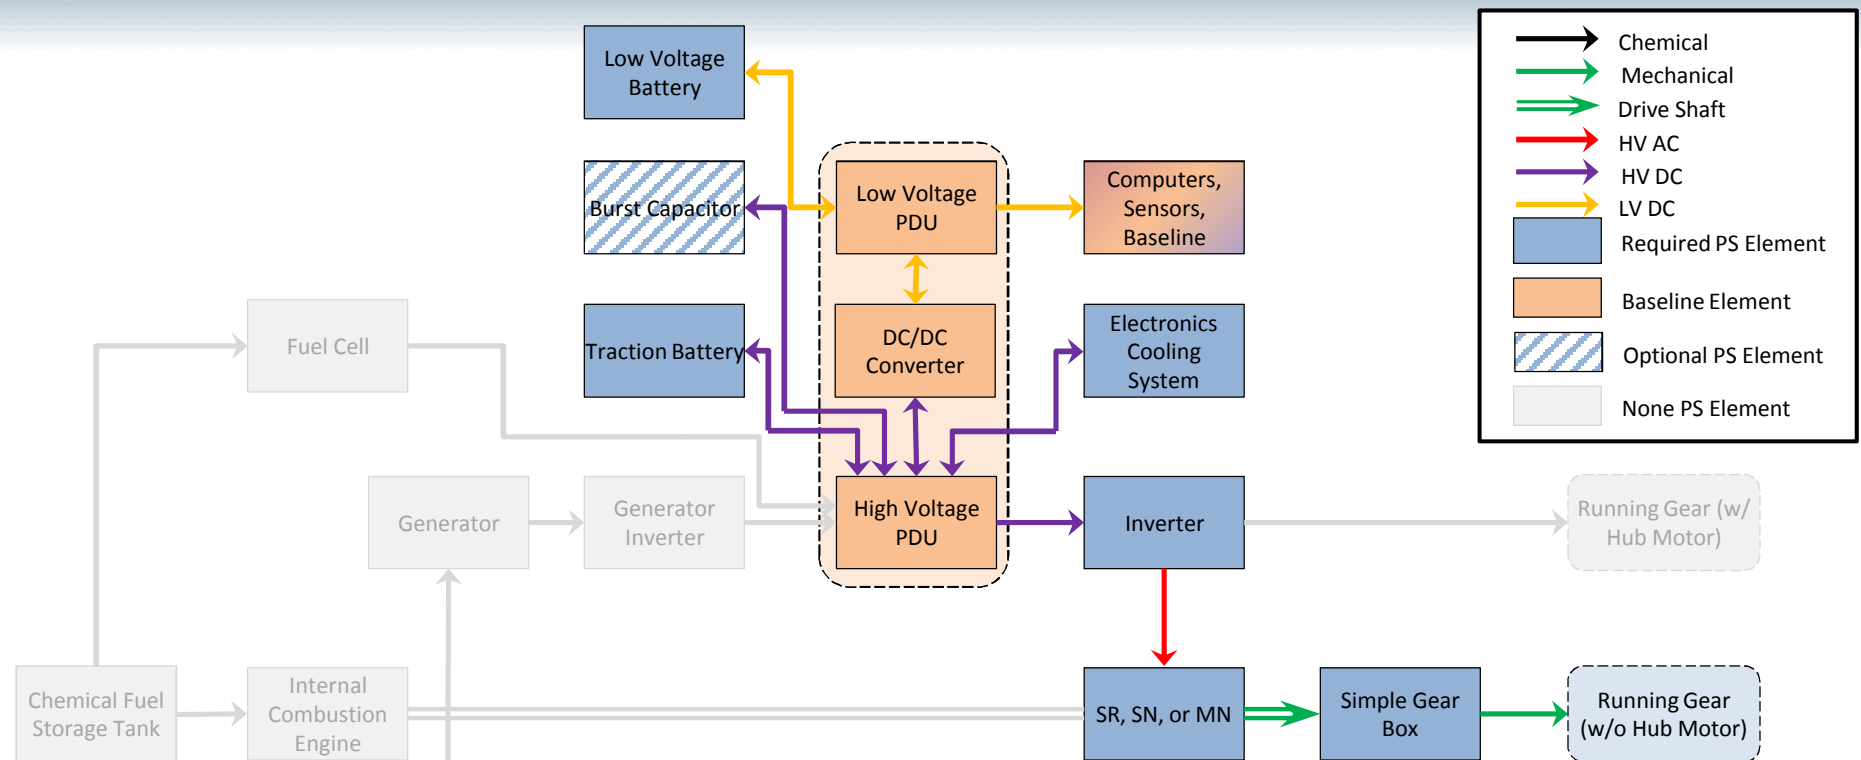 Low Voltage
Battery
Burst Capacitor
Low Voltage
PDU
Computers,
Sensors,
Baseline
Fuel Cell
Traction Battery
DC/DC
Converter
Electronics
Cooling
System
Generator
Generator
Inverter
High Voltage
PDU
Inverter
Running Gear (w/
Hub Motor)
Chemical Fuel
Storage Tank
Internal
Combustion
Engine
SR, SN, or MN
Simple Gear
Box
Running Gear
(w/o Hub Motor)
Chemical
Mechanical
Drive Shaft
HV AC
HV DC
LV DC
Required PS Element
Baseline Element
Optional PS Element
None PS Element